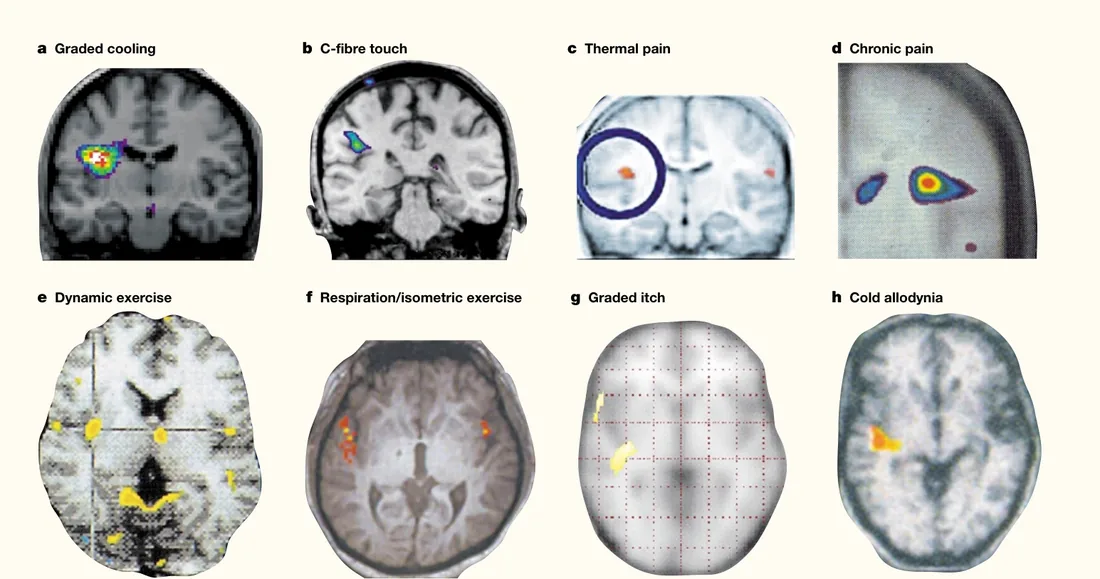 a Graded cooling
b C-fibre touch
c Thermal pain
d Chronic pain
e Dynamic exercise
f Respiration/isometric exercise
g Graded itch
h Cold allodynia